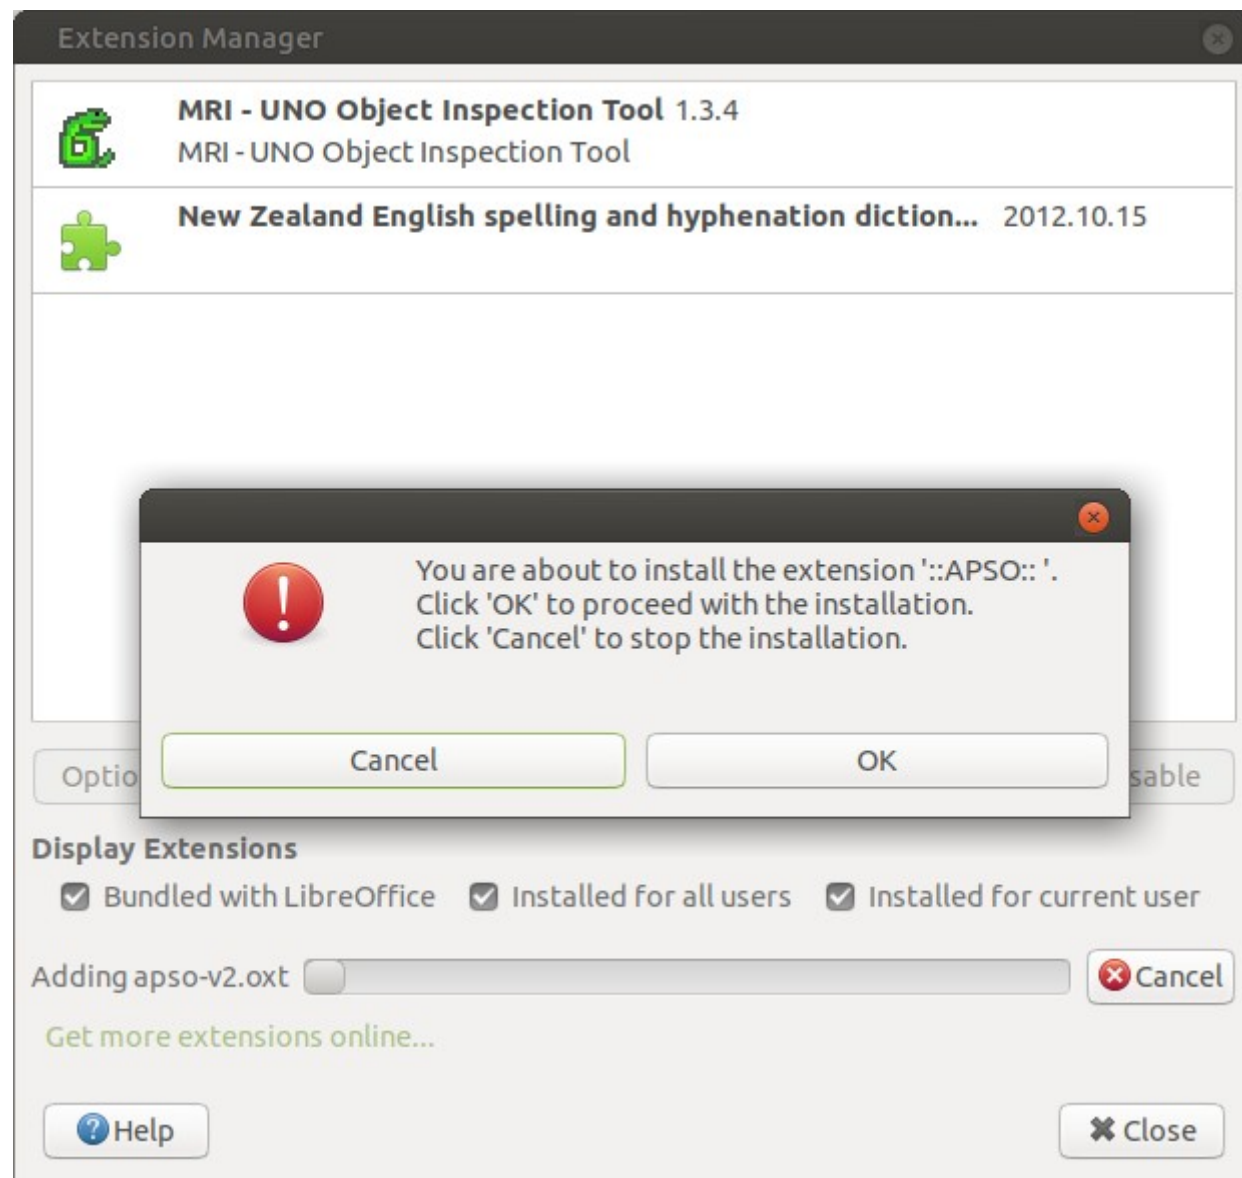 Extension Manager
MRI - UNO Object Inspection Tool 1.3.4
MRI - UNO Object Inspection Tool
New Zealand English spelling and hyphenation diction... 2012.10.15
You are about to install the extension '::APSO:: '.
Click 'OK' to proceed with the installation.
Click 'Cancel' to stop the installation.
Cancel OK
Optio sable
Display Extensions
Bundled with LibreOffice Installed for all users Installed for current user
Adding apso-v2.oxt Cancel
Get more extensions online...
Help Close